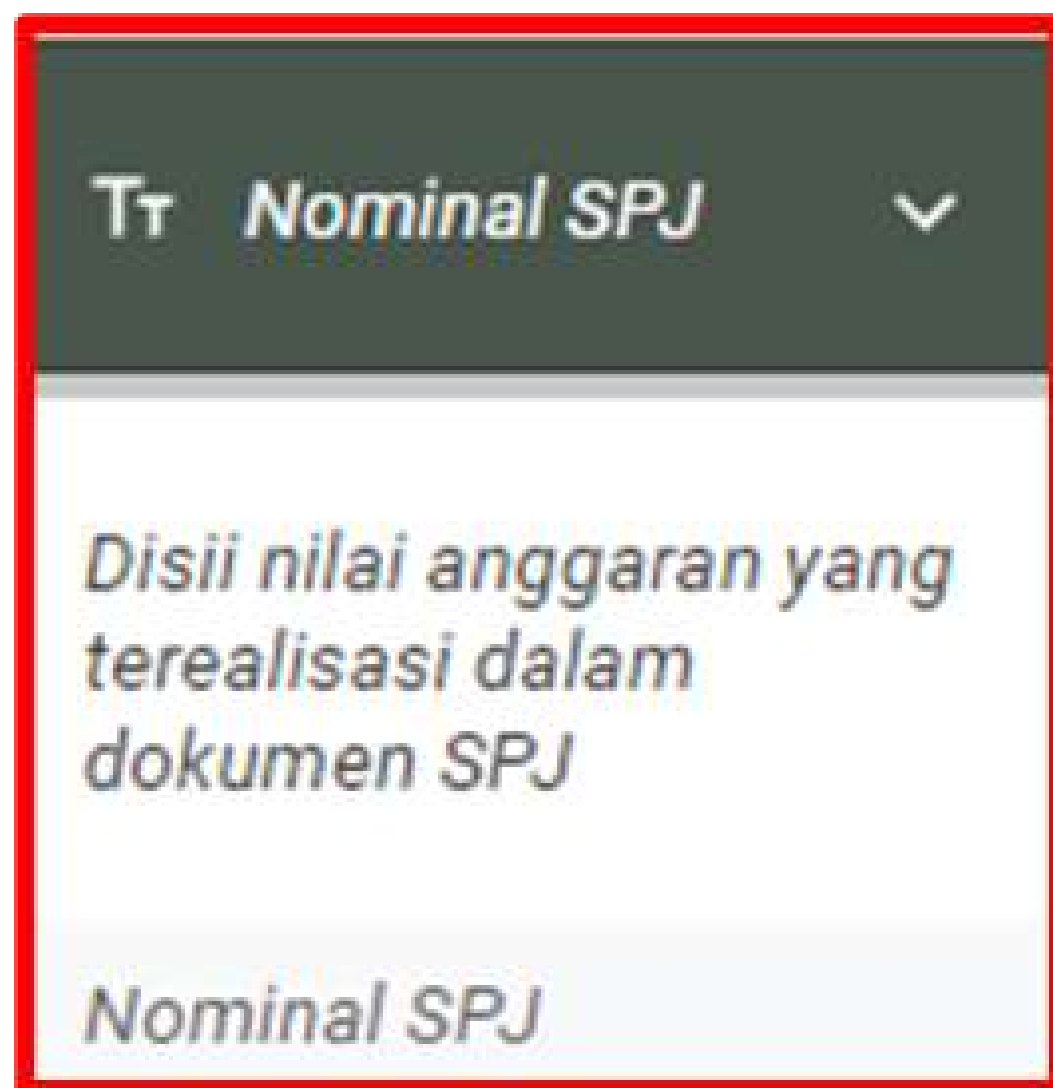 Tт Nominal SPJ
Disii nilai anggaran yang
terealisasi dalam
dokumen SPJ
Nominal SPJ